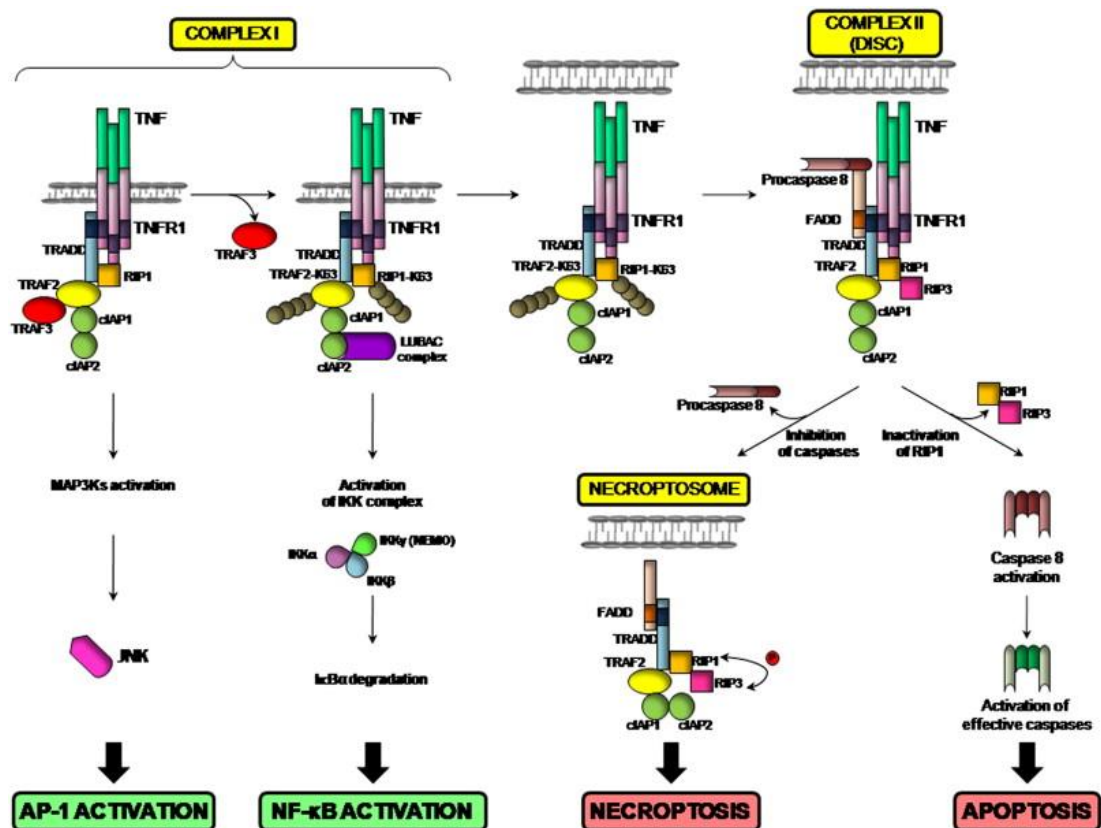 COMPLEX I
COMPLEX II
(DISC)
TNF
TNFR1
TRADD
RIP1
TRAF2
TRAF3
cIAP1
cIAP2
TRAF3
TNF
TNFR1
TRADD
TRAF2-K63
RIP1-K63
cIAP1
LUBAC
complex
cIAP2
TNF
TNFR1
TRADD
TRAF2-K63
RIP1-K63
cIAP1
cIAP2
TNF
Procaspase 8
FADD
TNFR1
TRADD
TRAF2
RIP1
RIP3
cIAP1
cIAP2
Procaspase 8
Inhibition
of caspases
Inactivation
of RIP1
RIP1
RIP3
MAP3Ks activation
JNK
AP-1 ACTIVATION
Activation
of IKK complex
IKKα
IKKγ (NEMO)
IKKβ
IκBα degradation
NF-κB ACTIVATION
NECROPTOSOME
FADD
TRADD
TRAF2
RIP1
RIP3
P
cIAP1
cIAP2
NECROPTOSIS
Caspase 8
activation
Activation of
effective caspases
APOPTOSIS